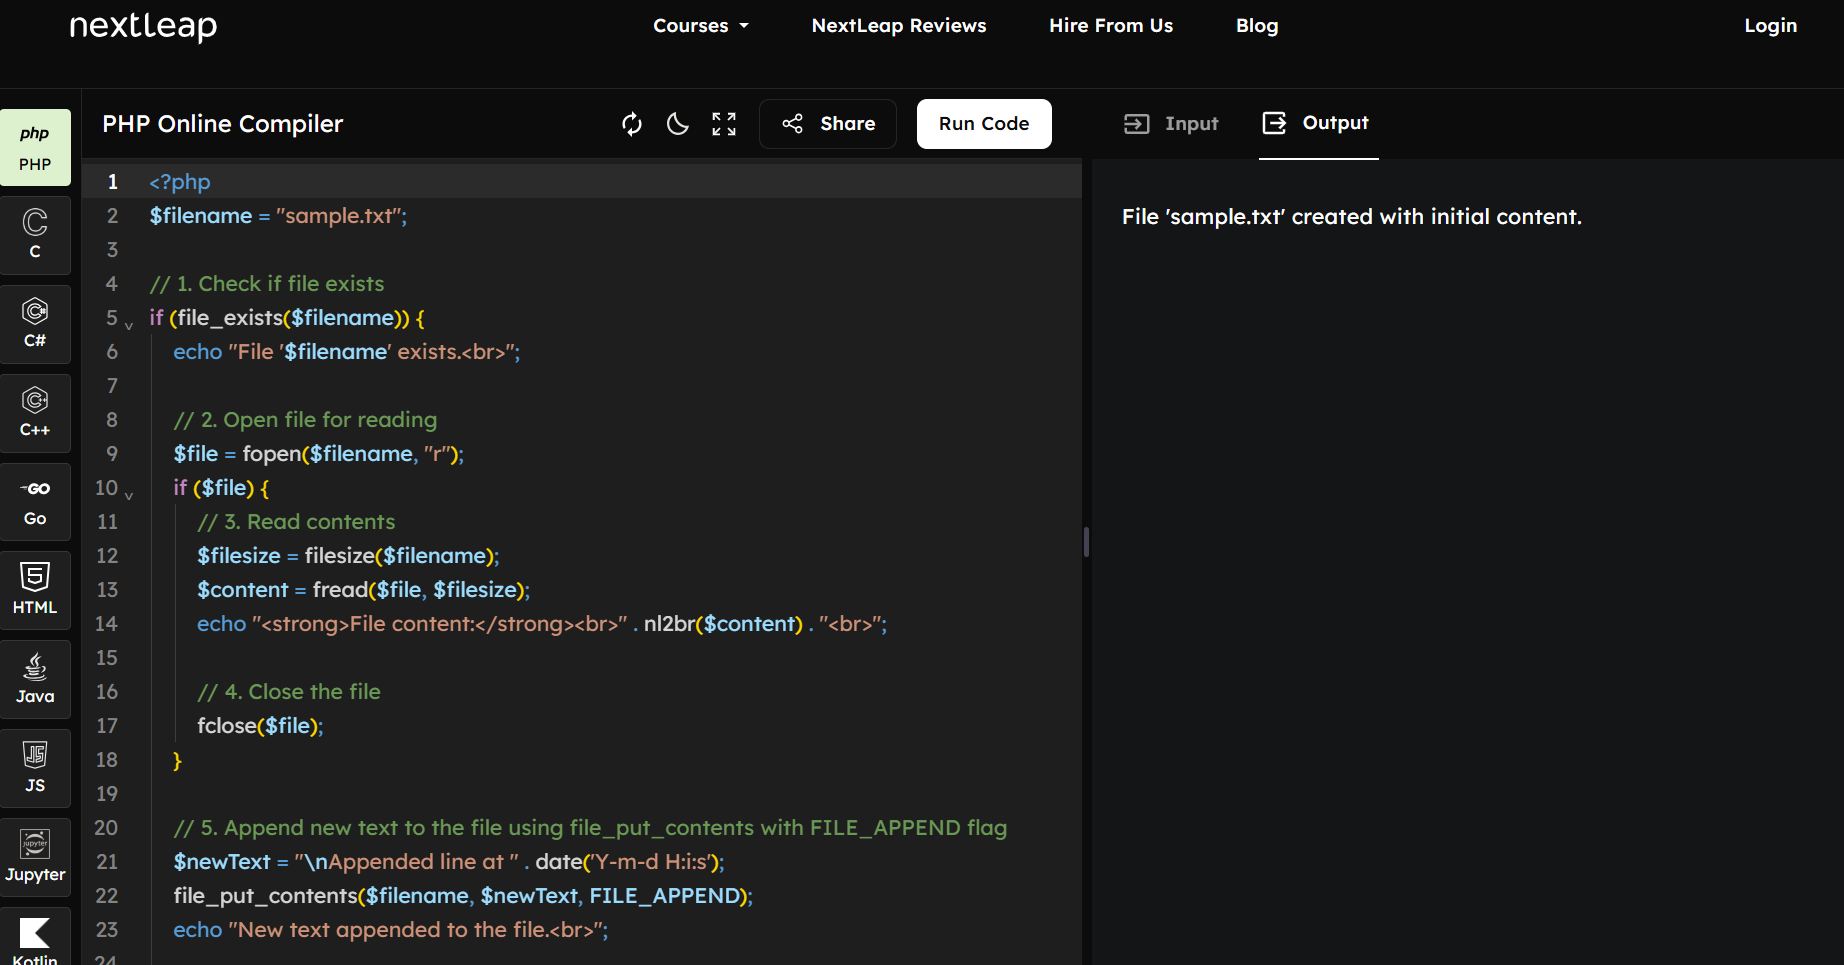 nextleap
Courses
NextLeap Reviews
Hire From Us
Blog
Login
php
PHP
C
C
C#
C#
C++
C++
GO
Go
5
HTML
Java
JS
JS
jupyter
Jupyter
Kotlin
PHP Online Compiler
Share
Run Code
1 <?php
2 $filename = "sample.txt";
3
4 // 1. Check if file exists
5 if (file_exists($filename)) {
6 echo "File '$filename' exists.<br>";
7
8 // 2. Open file for reading
9 $file = fopen($filename, "r");
10 if ($file) {
11 // 3. Read contents
12 $filesize = filesize($filename);
13 $content = fread($file, $filesize);
14 echo "<strong>File content:</strong><br>" . nl2br($content) . "<br>";
15
16 // 4. Close the file
17 fclose($file);
18 }
19
20 // 5. Append new text to the file using file_put_contents with FILE_APPEND flag
21 $newText = "\nAppended line at " . date('Y-m-d H:i:s');
22 file_put_contents($filename, $newText, FILE_APPEND);
23 echo "New text appended to the file.<br>";
24
Input
Output
File 'sample.txt' created with initial content.